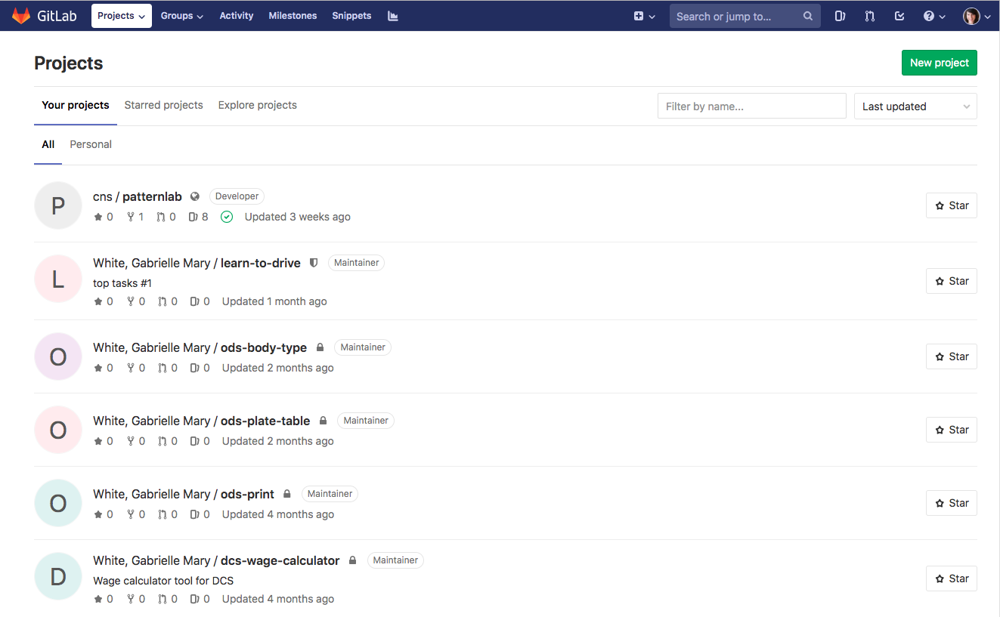 GitLab Projects Groups Activity Milestones Snippets Search or jump to...
Projects New project
Your projects Starred projects Explore projects Filter by name... Last updated
All Personal
P cns / patternlab Developer
0 1 0 8 Updated 3 weeks ago Star
L White, Gabrielle Mary / learn-to-drive Maintainer
top tasks #1 Star
0 0 0 0 Updated 1 month ago
O White, Gabrielle Mary / ods-body-type Maintainer
0 0 0 0 Updated 2 months ago Star
O White, Gabrielle Mary / ods-plate-table Maintainer
0 0 0 0 Updated 2 months ago Star
O White, Gabrielle Mary / ods-print Maintainer
0 0 0 0 Updated 4 months ago Star
D White, Gabrielle Mary / dcs-wage-calculator Maintainer
Wage calculator tool for DCS Star
0 0 0 0 Updated 4 months ago